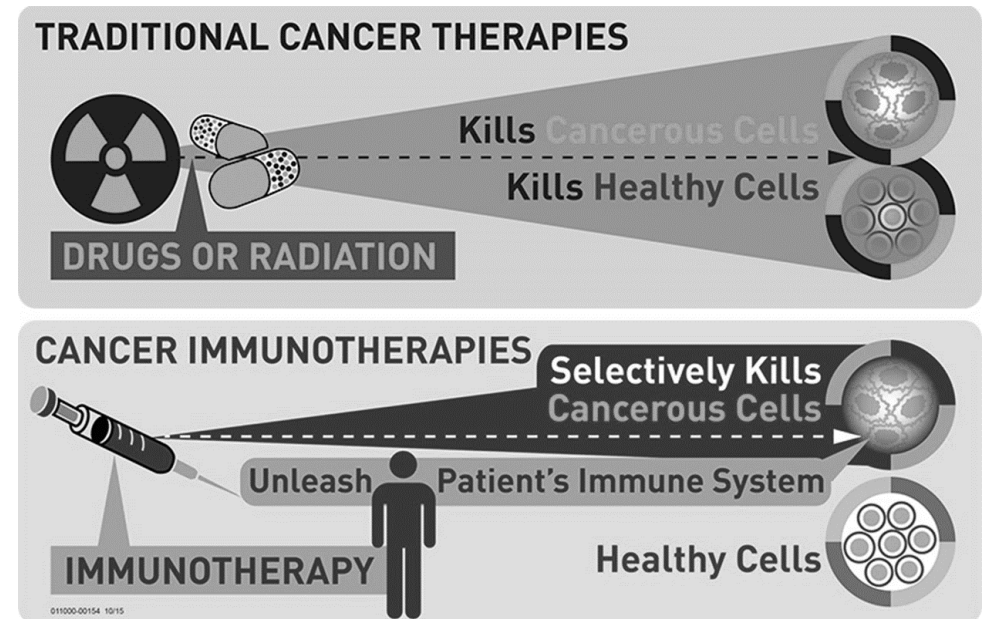 TRADITIONAL CANCER THERAPIES
Kills Cancerous Cells
Kills Healthy Cells
DRUGS OR RADIATION
CANCER IMMUNOTHERAPIES
Selectively Kills
Cancerous Cells
Unleash Patient's Immune System
IMMUNOTHERAPY
Healthy Cells
011000-00154 10/15